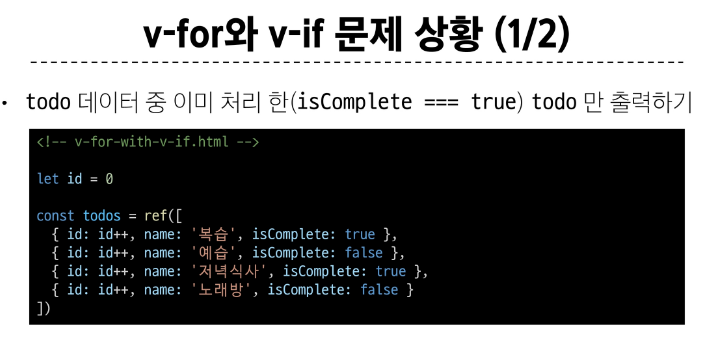 v-for와 v-if 문제 상황 (1/2)
• todo 데이터 중 이미 처리 한(isComplete === true) todo 만 출력하기
<!-- v-for-with-v-if.html -->
let id = 0
const todos = ref([
{ id: id++, name: '복습', isComplete: true },
{ id: id++, name: '예습', isComplete: false },
{ id: id++, name: '저녁식사', isComplete: true },
{ id: id++, name: '노래방', isComplete: false }
])